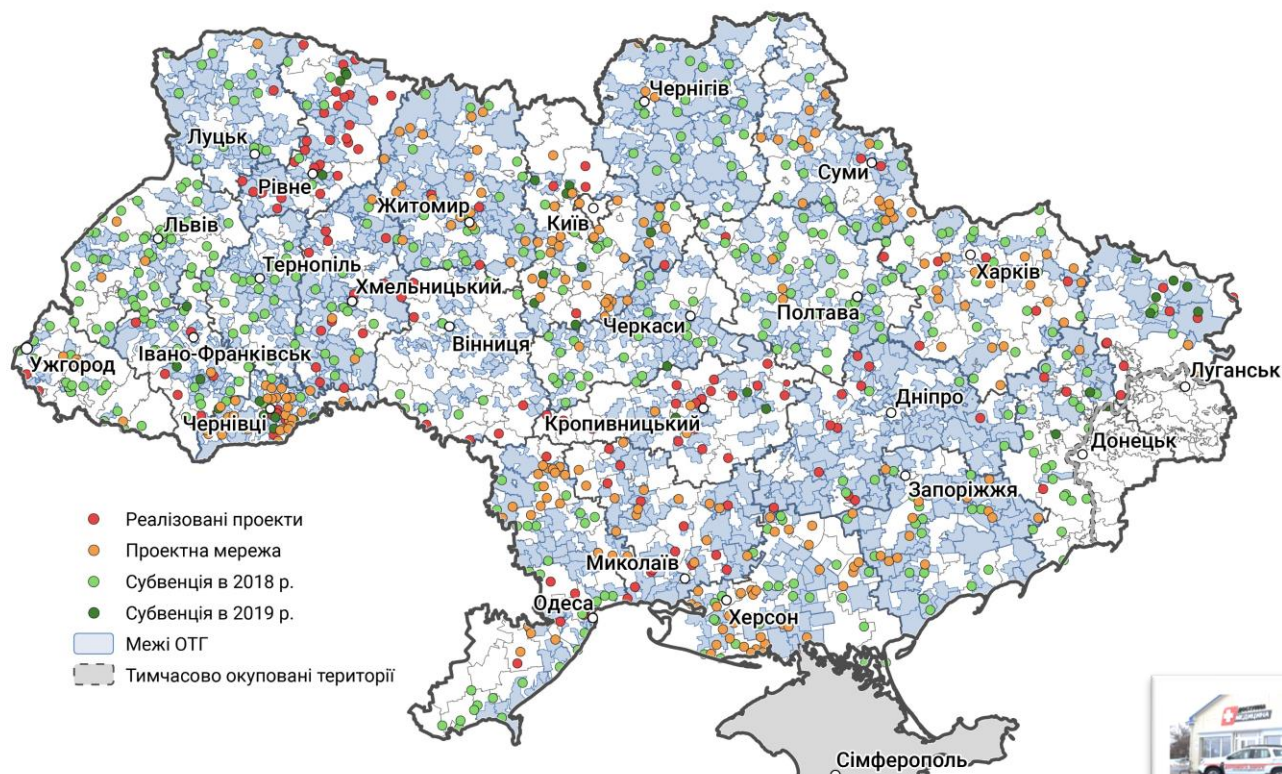 Чернігів
Луцьк
Суми
Рівне
Житомир
Київ
Львів
Харків
Тернопіль
Хмельницький
Полтава
Черкаси
Вінниця
Івано-Франківськ
Ужгород
Луганськ
Дніпро
Чернівці
Кропивницький
Донецьк
Запоріжжя
Реалізовані проекти
Проектна мережа
Миколаїв
Субвенція в 2018 р.
Одеса
Субвенція в 2019 р.
Херсон
Межі ОТГ
Тимчасово окуповані території
Сімферополь
ДОСТУПНА
МЕДИЦИНА